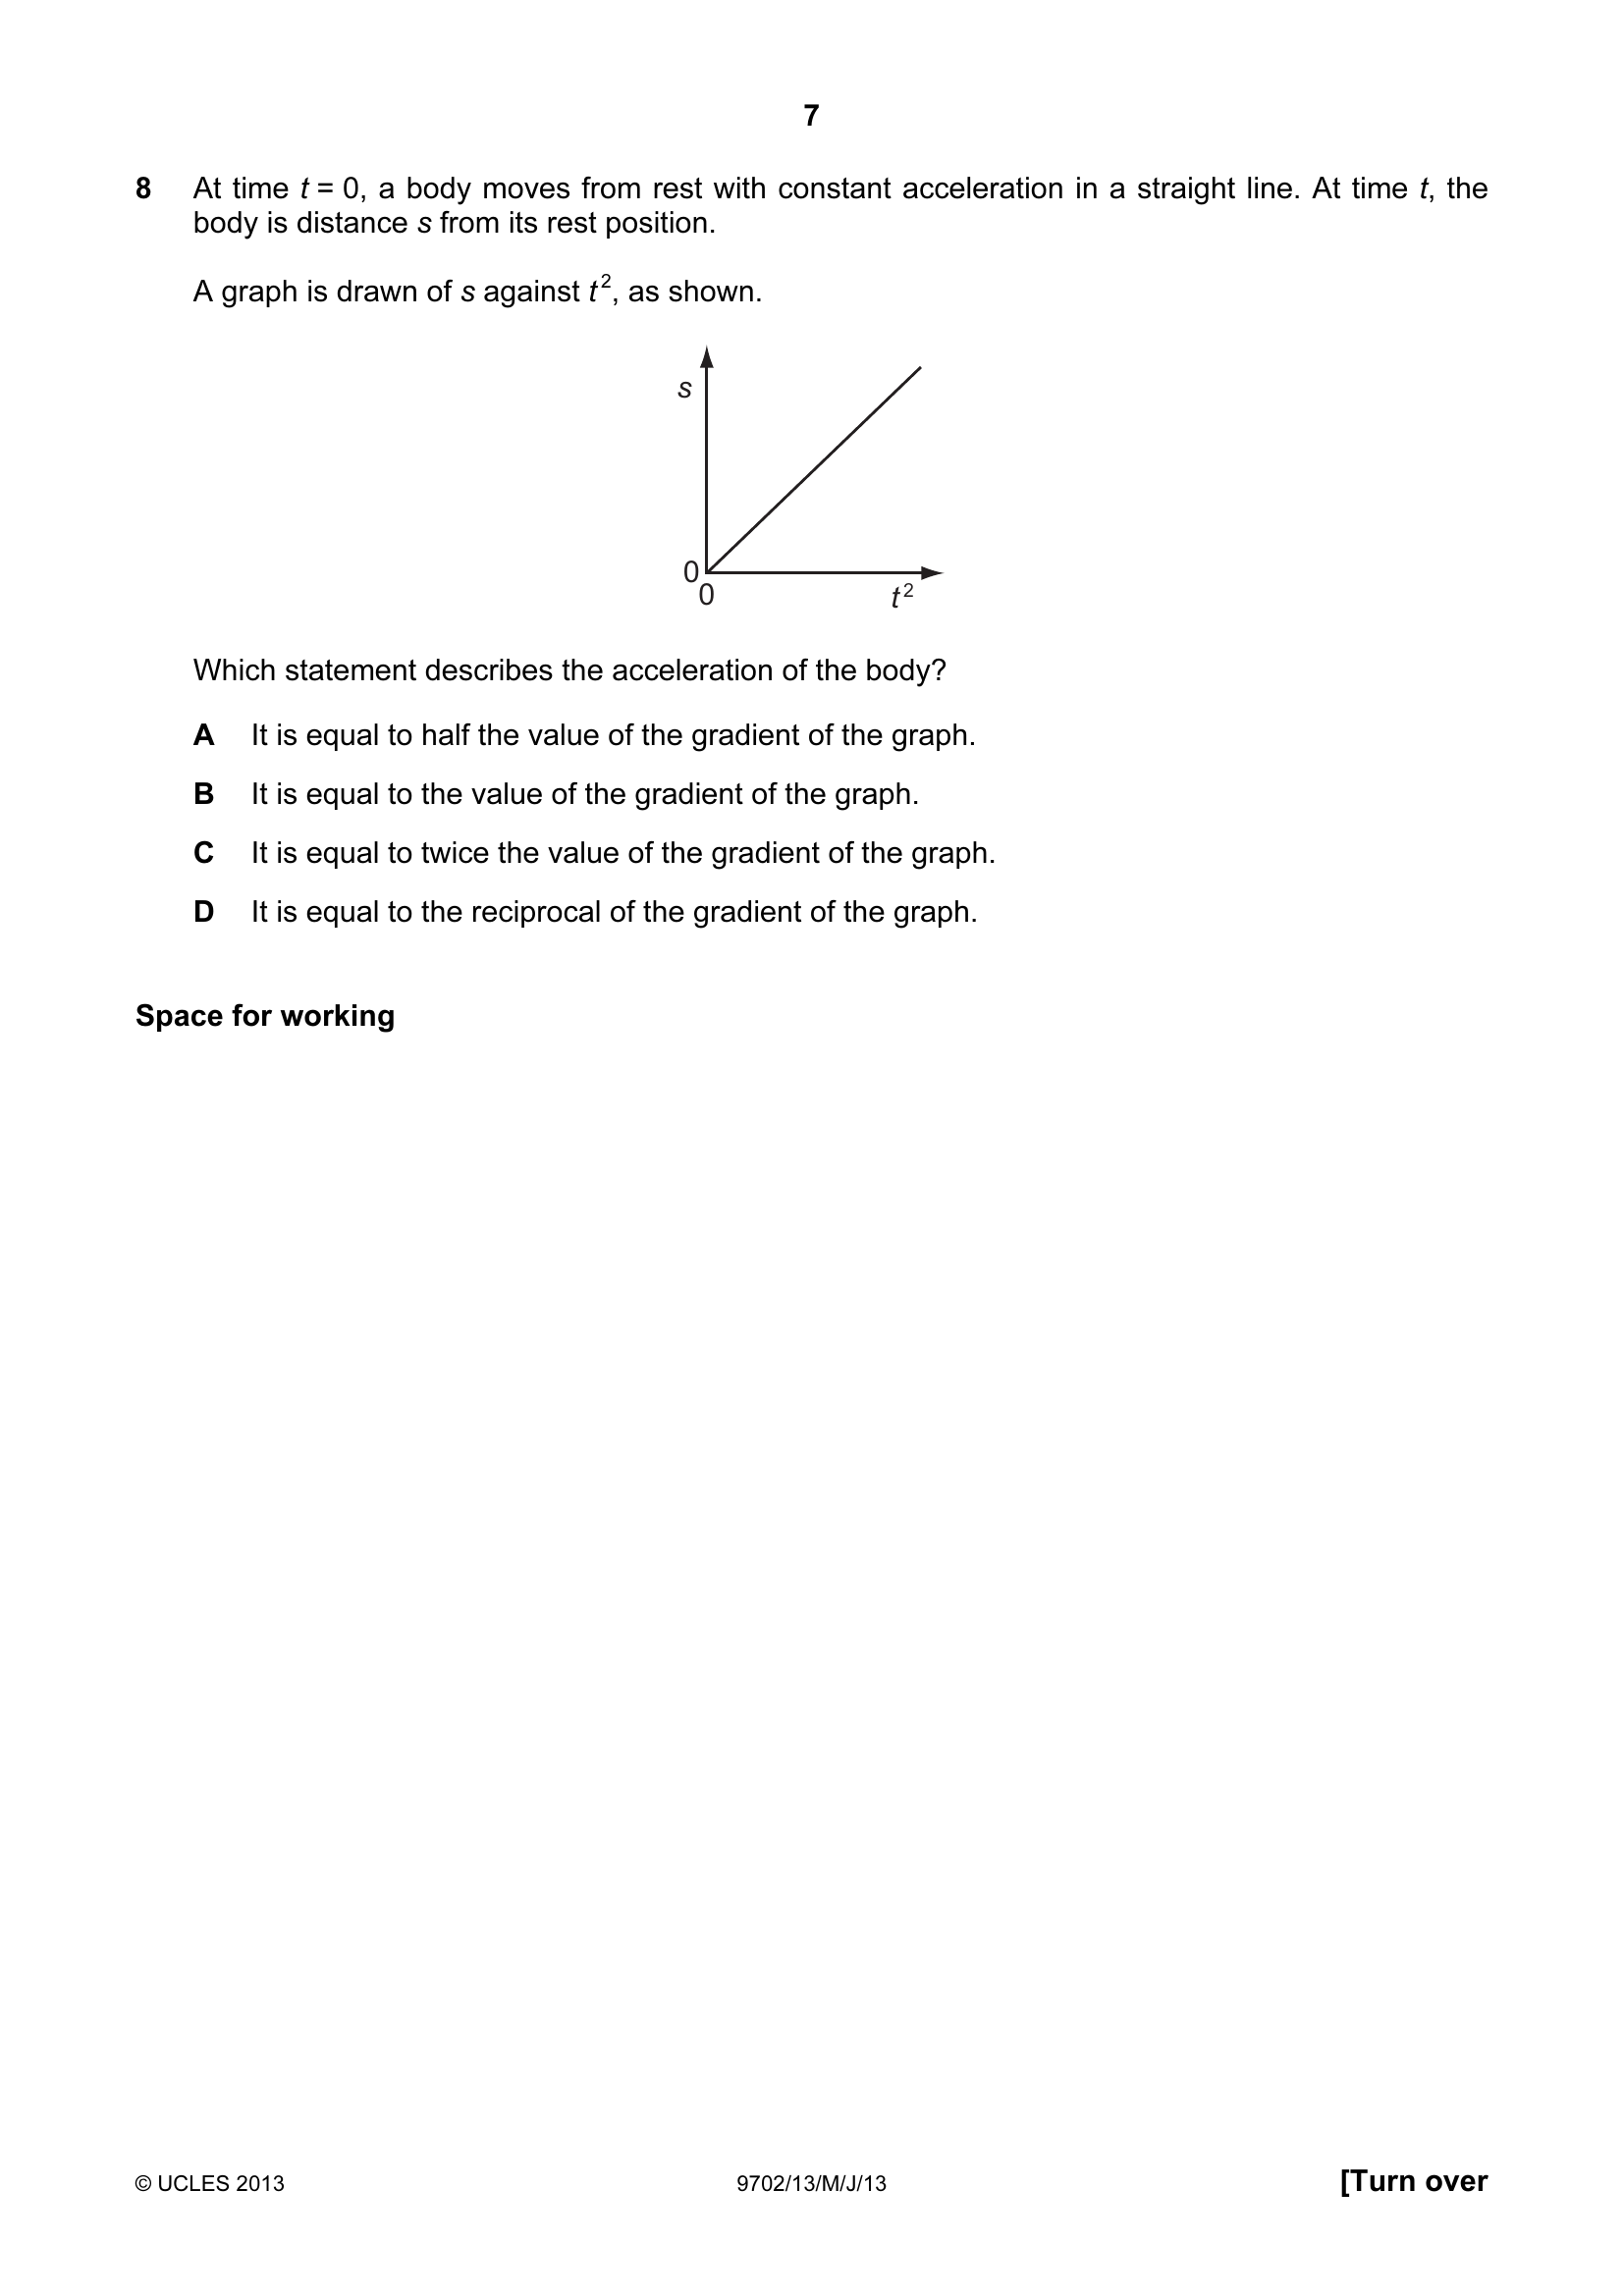 7
8 At time t = 0, a body moves from rest with constant acceleration in a straight line. At time t, the
body is distance s from its rest position.
A graph is drawn of s against t², as shown.
s
0
0
t²
Which statement describes the acceleration of the body?
A It is equal to half the value of the gradient of the graph.
B It is equal to the value of the gradient of the graph.
C It is equal to twice the value of the gradient of the graph.
D It is equal to the reciprocal of the gradient of the graph.
Space for working
© UCLES 2013 9702/13/M/J/13 [Turn over